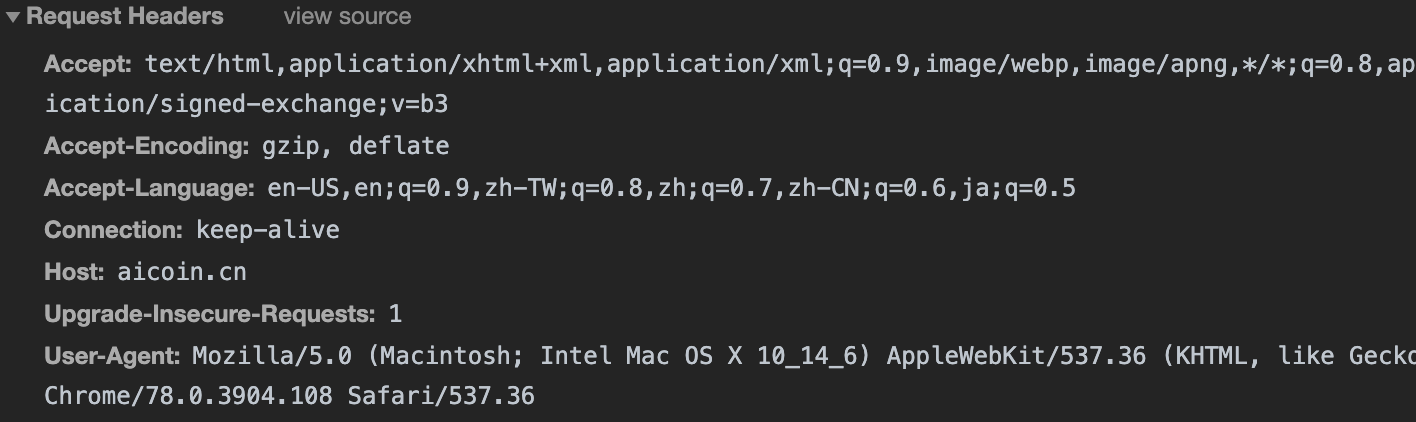 ▼ Request Headers view source
Accept: text/html,application/xhtml+xml,application/xml;q=0.9,image/webp,image/apng,*/*;q=0.8,ap
ication/signed-exchange;v=b3
Accept-Encoding: gzip, deflate
Accept-Language: en-US,en;q=0.9,zh-TW;q=0.8,zh;q=0.7,zh-CN;q=0.6,ja;q=0.5
Connection: keep-alive
Host: aicoin.cn
Upgrade-Insecure-Requests: 1
User-Agent: Mozilla/5.0 (Macintosh; Intel Mac OS X 10_14_6) AppleWebKit/537.36 (KHTML, like Gecko
Chrome/78.0.3904.108 Safari/537.36